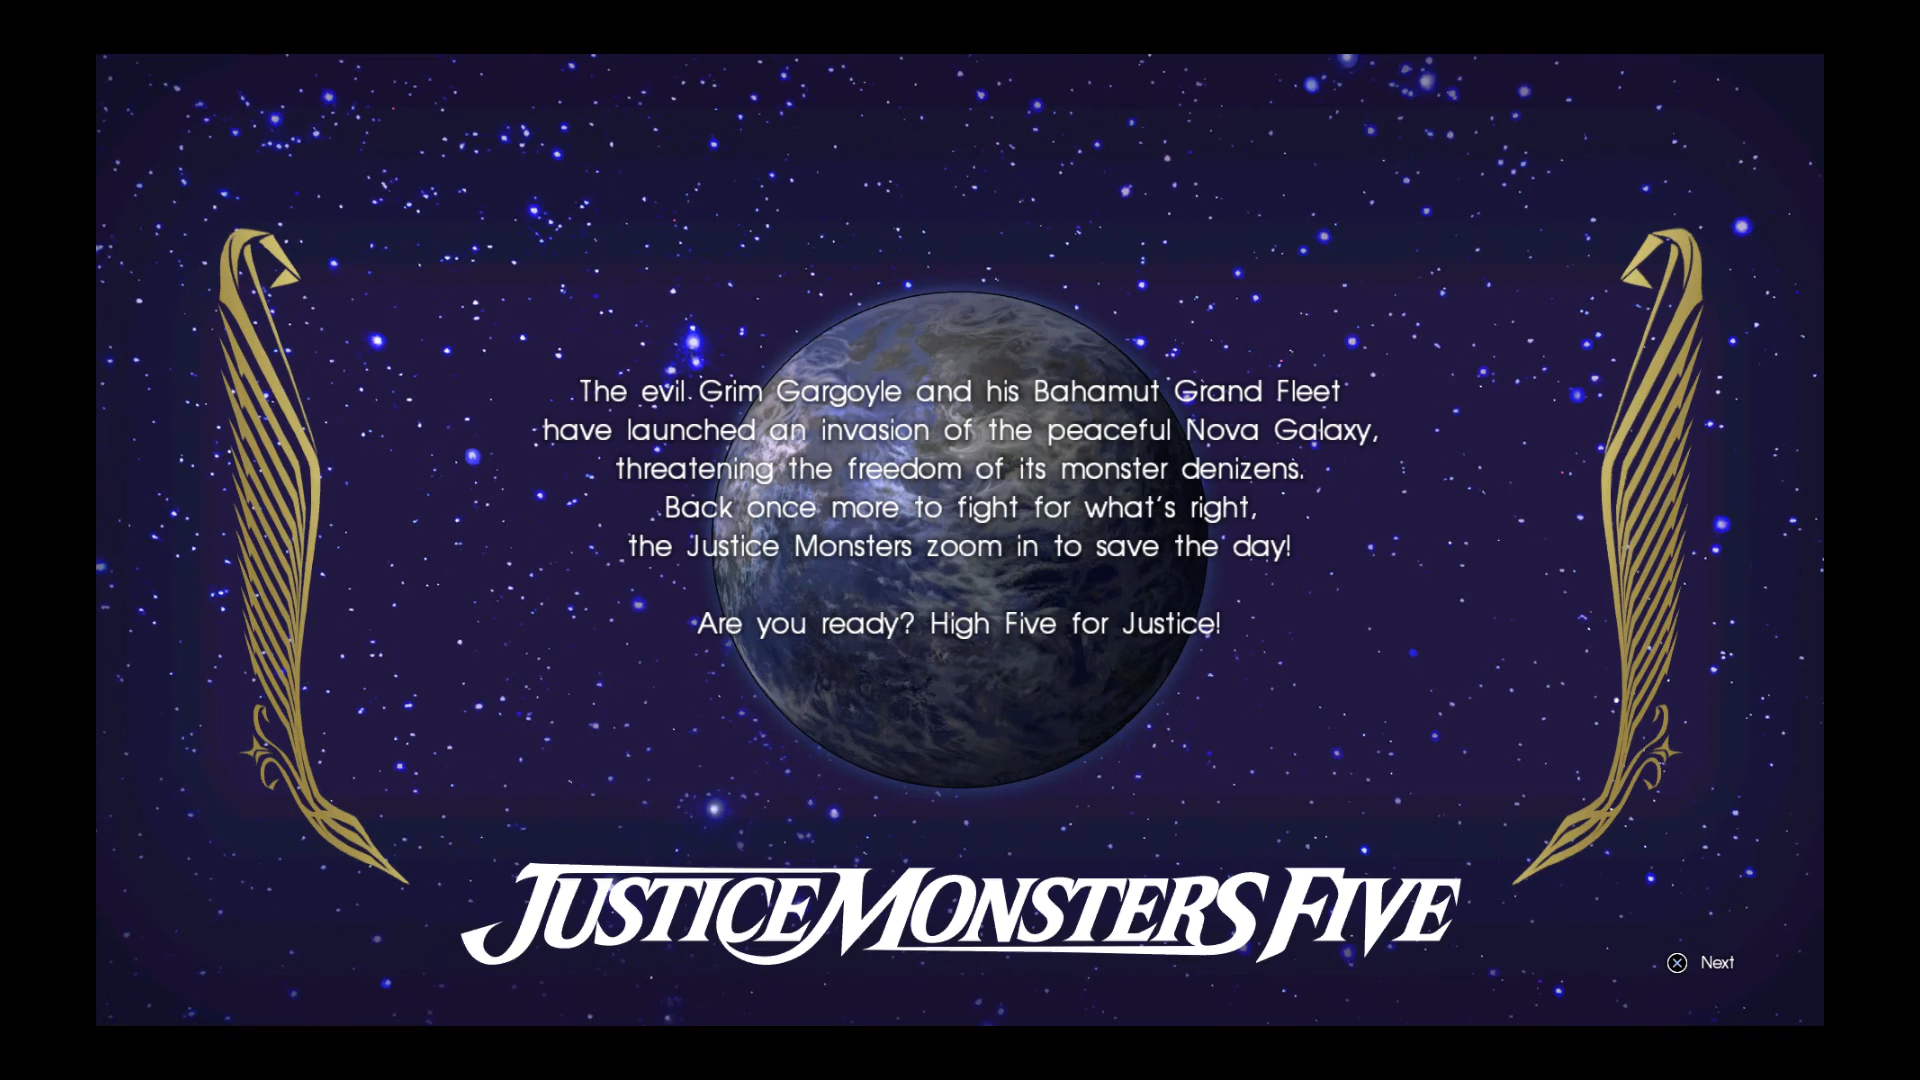 The evil Grim Gargoyle and his Bahamut Grand Fleet
have launched an invasion of the peaceful Nova Galaxy,
threatening the freedom of its monster denizens.
Back once more to fight for what's right,
the Justice Monsters zoom in to save the day!
Are you ready? High Five for Justice!
JUSTICE MONSTERS FIVE
Next